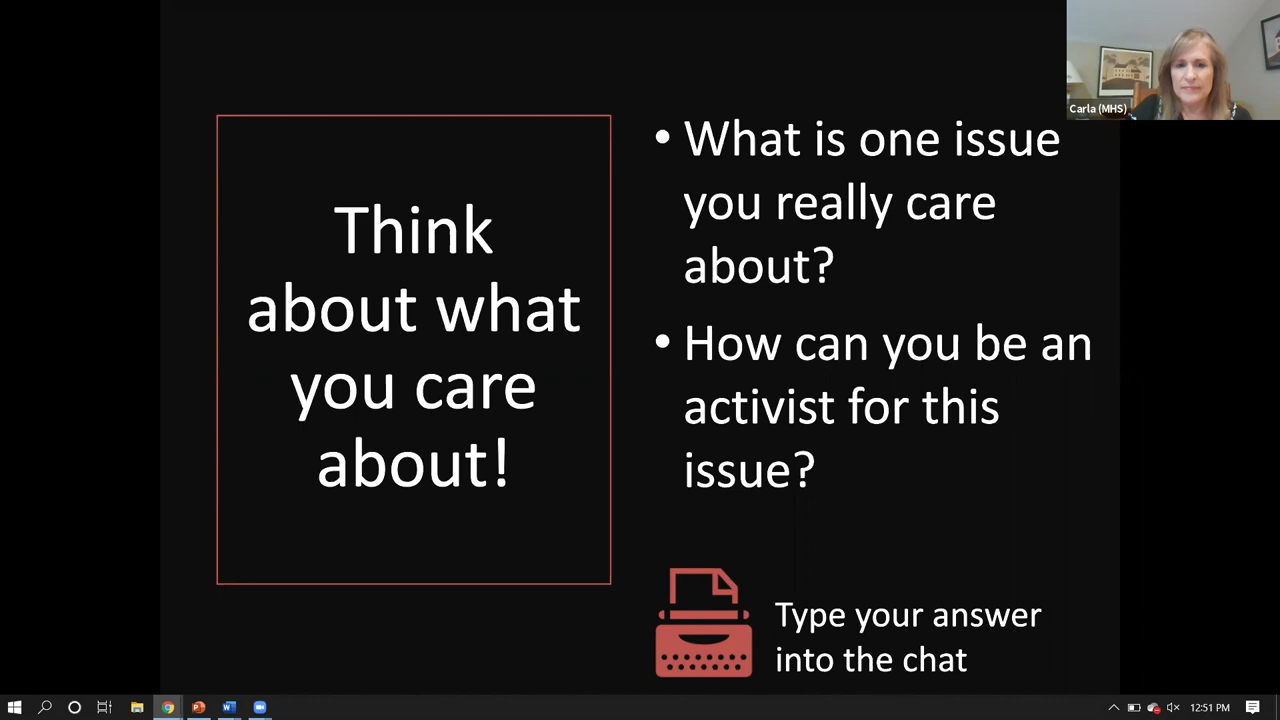 Carla (MHS)
Think
about what
you care
about!
• What is one issue
you really care
about?
• How can you be an
activist for this
issue?
Type your answer
into the chat
12:51 PM